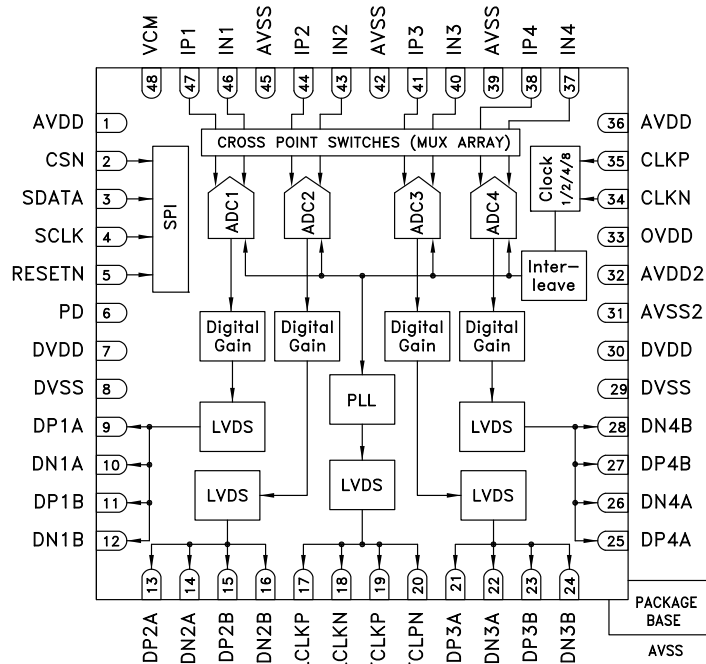 VCM
IP1
IN1
AVSS
IP2
IN2
AVSS
IP3
IN3
AVSS
IP4
IN4
48
47
46
45
44
43
42
41
40
39
38
37
AVDD 1
CSN 2
SDATA 3
SCLK 4
RESETN 5
PD 6
DVDD 7
DVSS 8
DP1A 9
DN1A 10
DP1B 11
DN1B 12
SPI
CROSS POINT SWITCHES (MUX ARRAY)
ADC1
ADC2
ADC3
ADC4
Clock
1/2/4/8
Inter-
leave
Digital
Gain
Digital
Gain
Digital
Gain
Digital
Gain
LVDS
PLL
LVDS
LVDS
LVDS
LVDS
36 AVDD
35 CLKP
34 CLKN
33 OVDD
32 AVDD2
31 AVSS2
30 DVDD
29 DVSS
28 DN4B
27 DP4B
26 DN4A
25 DP4A
13
14
15
16
17
18
19
20
21
22
23
24
DP2A
DN2A
DP2B
DN2B
CLKP
CLKN
CLKP
CLPN
DP3A
DN3A
DP3B
DN3B
PACKAGE
BASE
AVSS